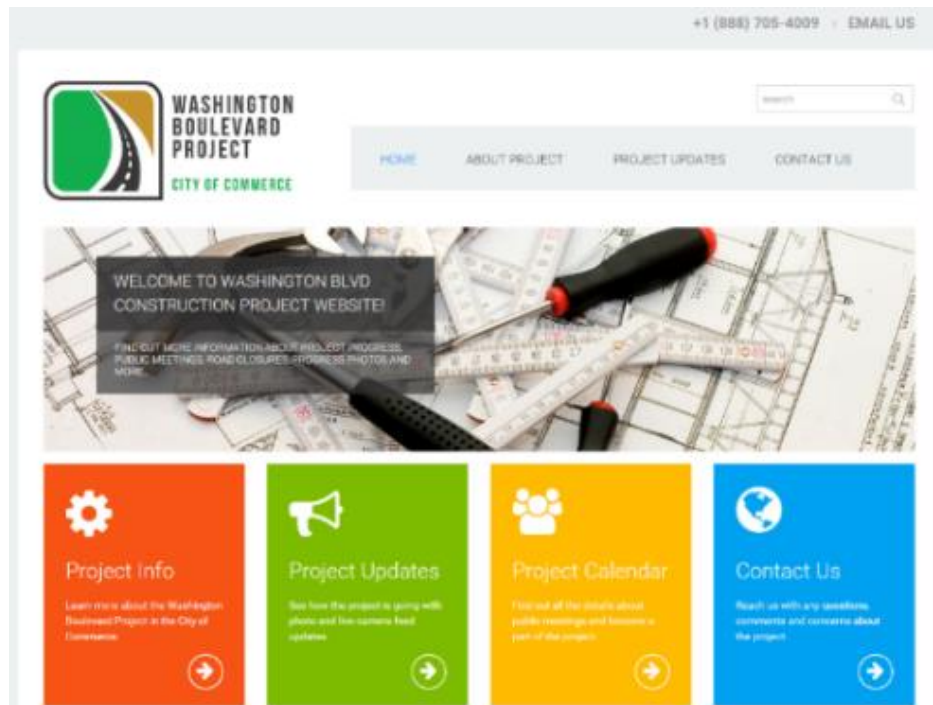 +1 (888) 705-4009 EMAIL US
WASHINGTON
BOULEVARD
PROJECT
CITY OF COMMERCE
search
HOME ABOUT PROJECT PROJECT UPDATES CONTACT US
WELCOME TO WASHINGTON BLVD
CONSTRUCTION PROJECT WEBSITE!
FIND OUT MORE INFORMATION ABOUT PROJECT PROGRESS,
PUBLIC MEETINGS, ROAD CLOSURES, PROGRESS PHOTOS AND
MORE...
Project Info
Learn more about the Washington
Boulevard Project in the City of
Commerce
Project Updates
See how the project is going with
photo and live camera feed
updates
Project Calendar
Find out all the details about
public meetings and become a
part of the project
Contact Us
Reach us with any questions,
comments and concerns about
the project